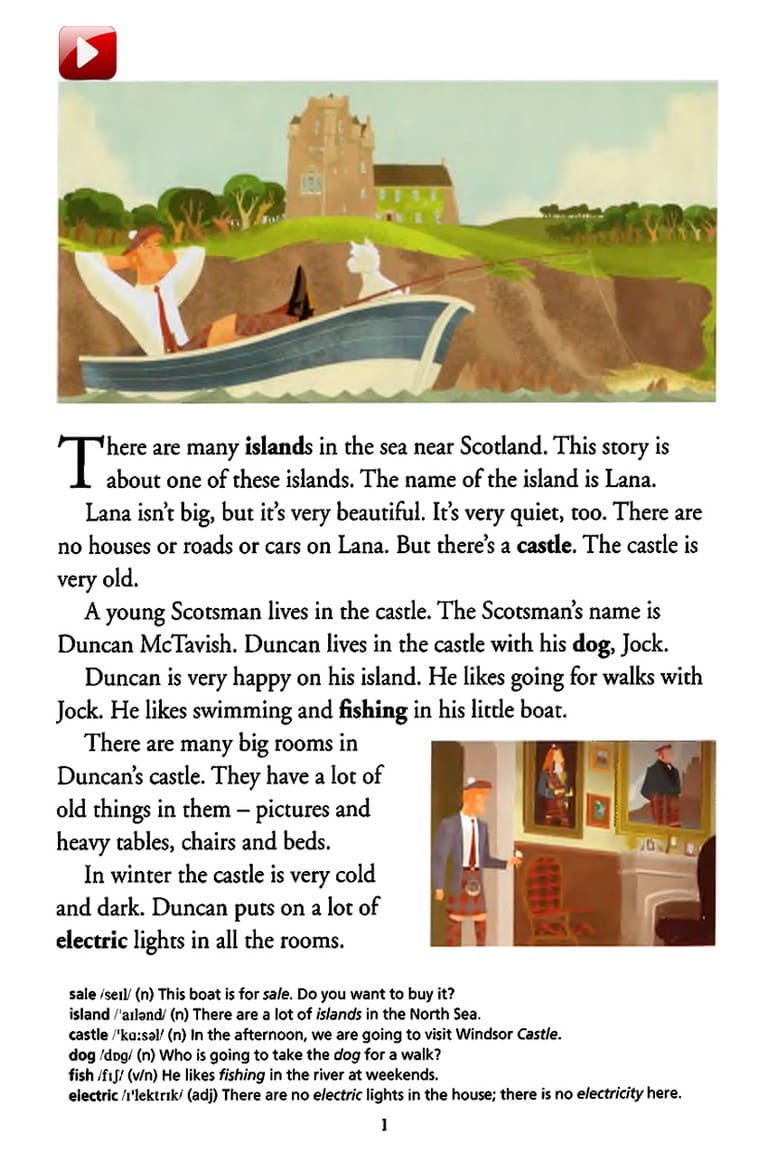 There are many islands in the sea near Scotland. This story is
about one of these islands. The name of the island is Lana.
Lana isn't big, but it's very beautiful. It's very quiet, too. There are
no houses or roads or cars on Lana. But there's a castle. The castle is
very old.
A young Scotsman lives in the castle. The Scotsman's name is
Duncan McTavish. Duncan lives in the castle with his dog, Jock.
Duncan is very happy on his island. He likes going for walks with
Jock. He likes swimming and fishing in his little boat.
There are many big rooms in
Duncan's castle. They have a lot of
old things in them – pictures and
heavy tables, chairs and beds.
In winter the castle is very cold
and dark. Duncan puts on a lot of
electric lights in all the rooms.
sale /seɪl/ (n) This boat is for sale. Do you want to buy it?
island /ˈaɪlənd/ (n) There are a lot of islands in the North Sea.
castle /ˈkɑːsəl/ (n) In the afternoon, we are going to visit Windsor Castle.
dog /dɒg/ (n) Who is going to take the dog for a walk?
fish /fɪʃ/ (v/n) He likes fishing in the river at weekends.
electric /ɪˈlektrɪk/ (adj) There are no electric lights in the house; there is no electricity here.
1